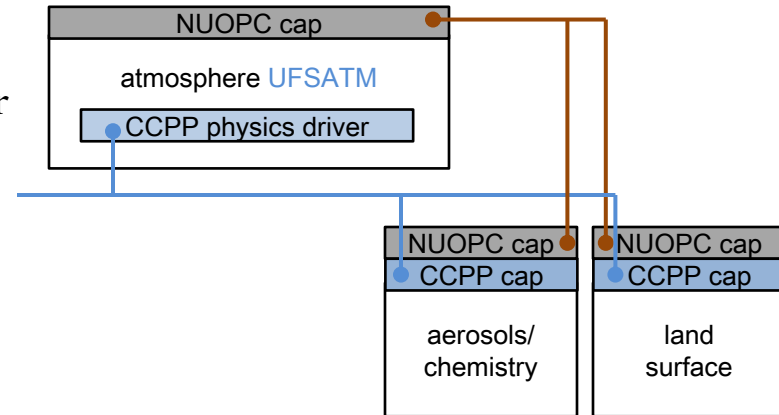 NUOPC cap
atmosphere UFSATM
r
CCPP physics driver
NUOPC cap
NUOPC cap
CCPP cap
CCPP cap
aerosols/
chemistry
land
surface